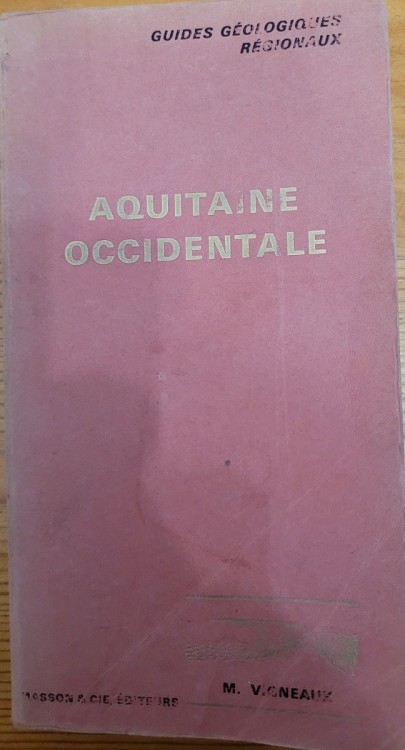 GUIDES GÉOLOGIQUES
RÉGIONAUX
AQUITAINE
OCCIDENTALE
M. VIGNEAUX
MASSON & CIE, ÉDITEURS